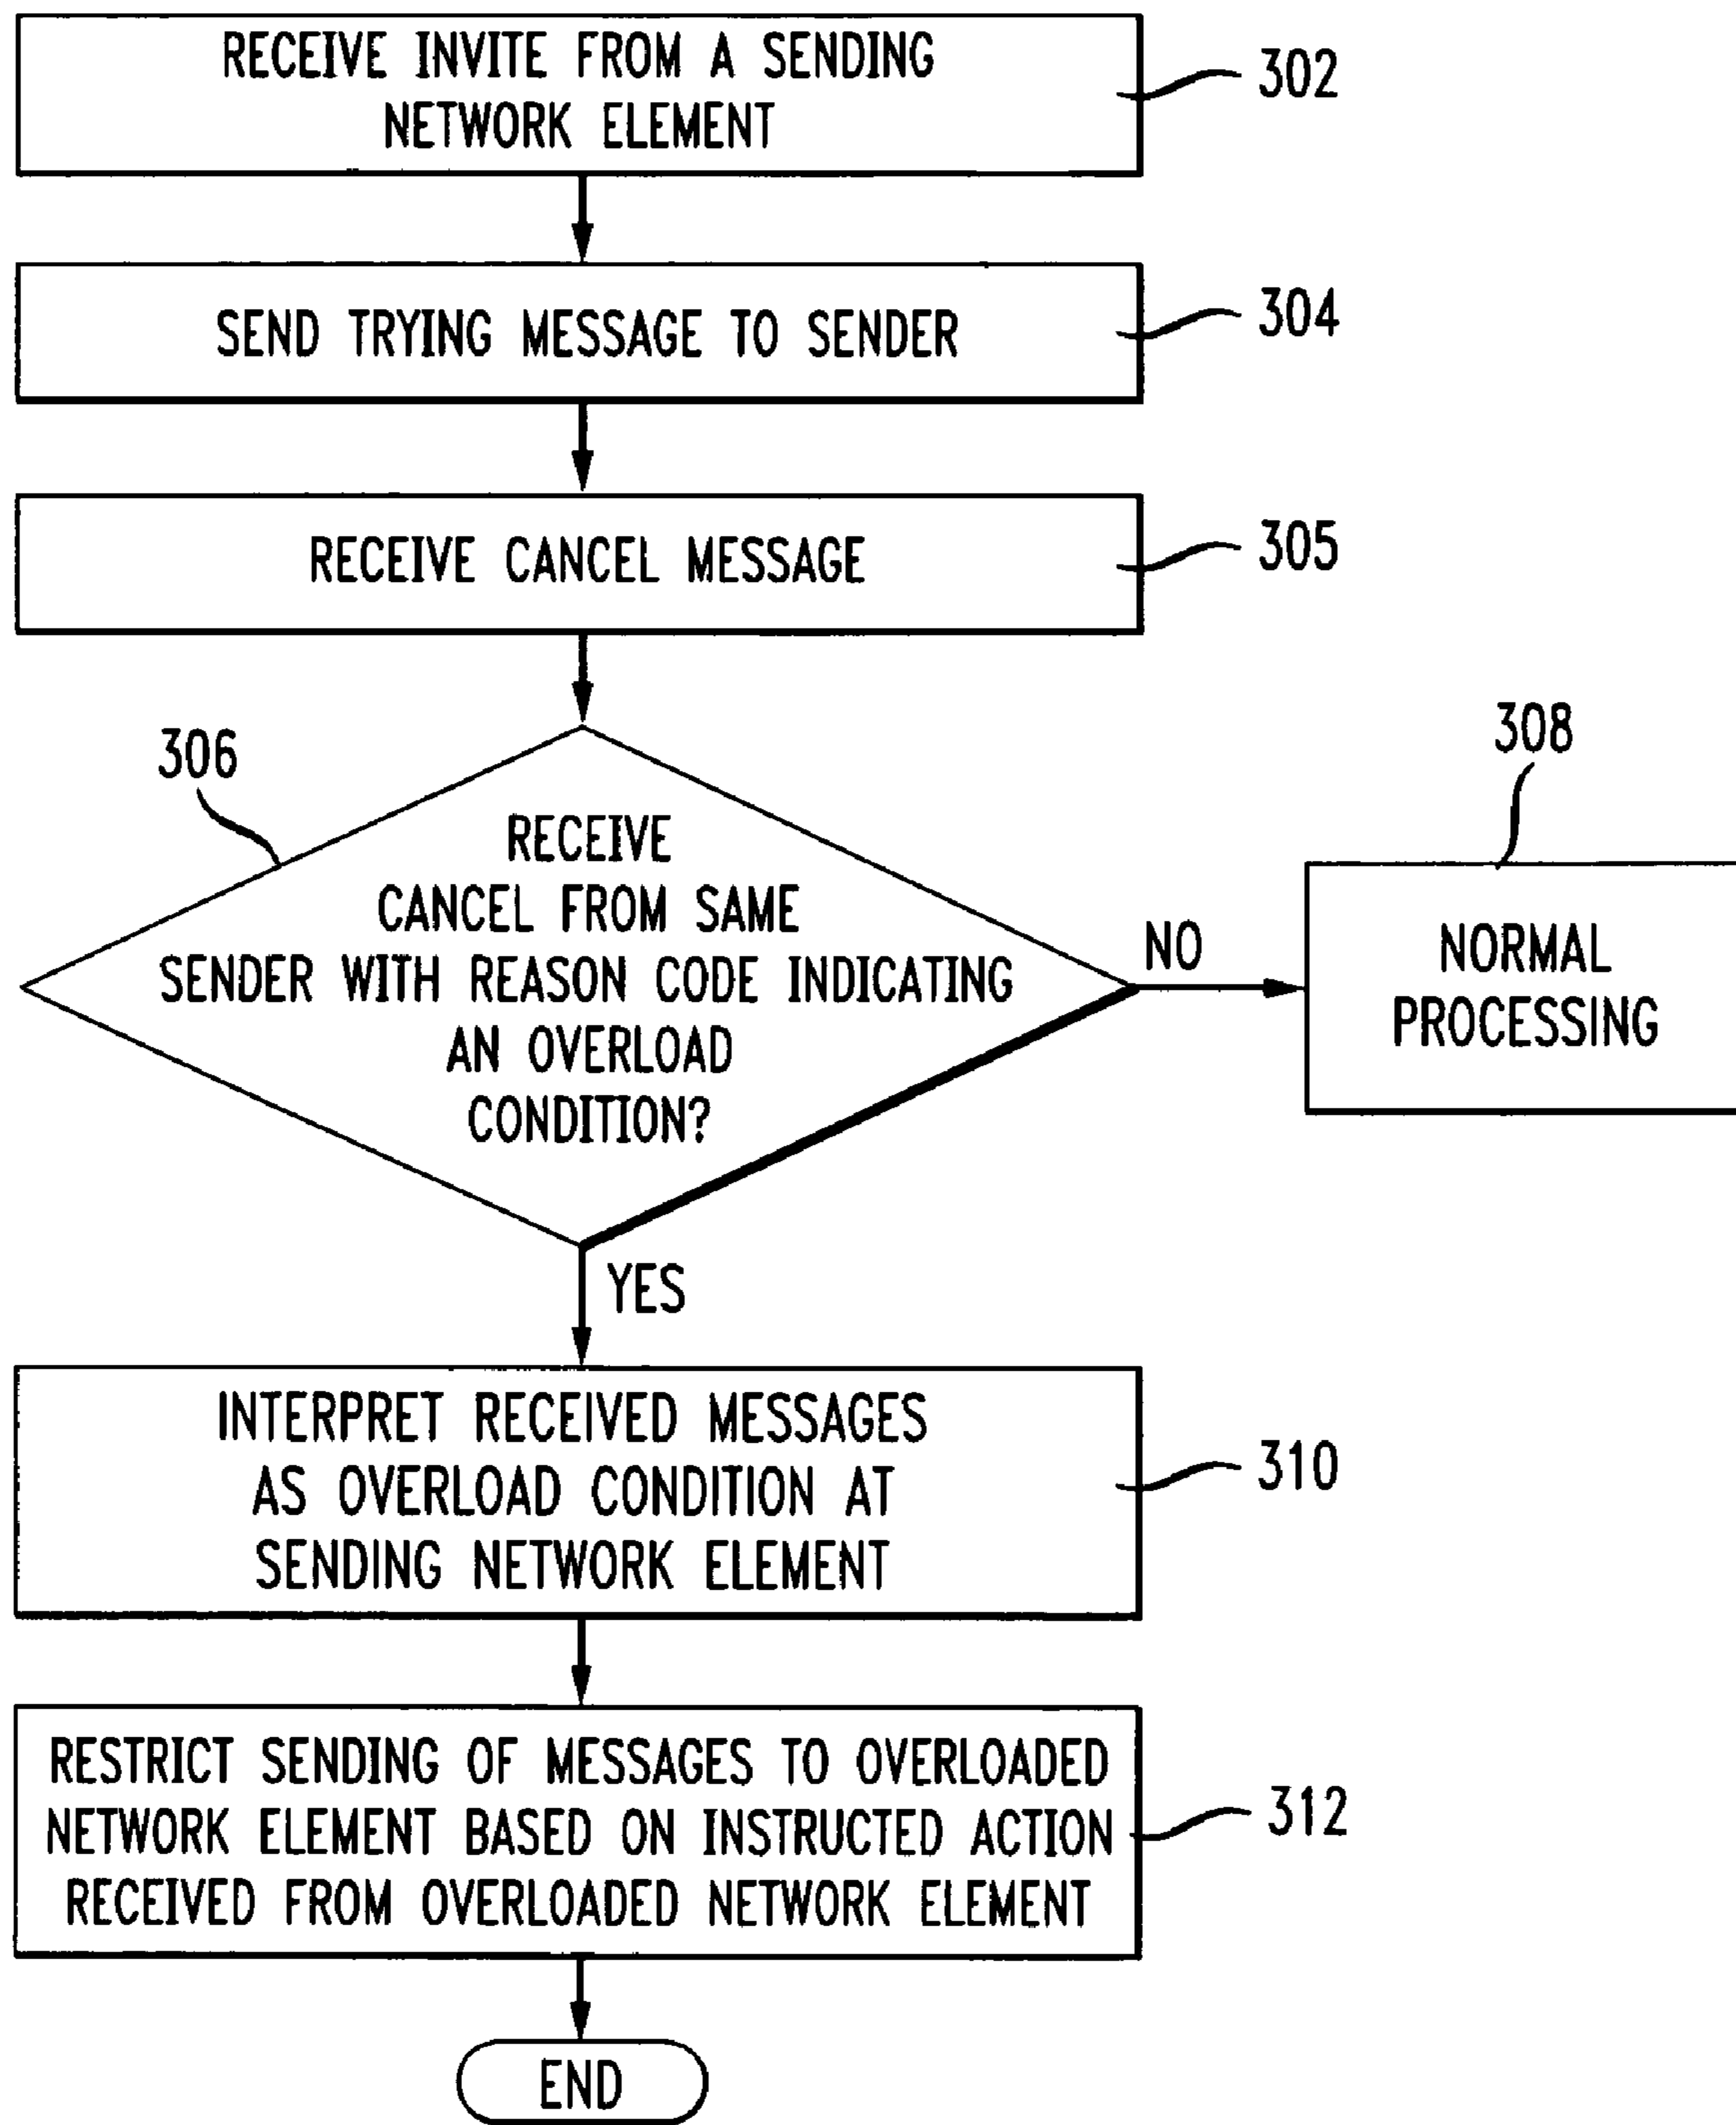 RECEIVE INVITE FROM A SENDING
NETWORK ELEMENT
302
SEND TRYING MESSAGE TO SENDER
304
RECEIVE CANCEL MESSAGE
305
306
RECEIVE
CANCEL FROM SAME
SENDER WITH REASON CODE INDICATING
AN OVERLOAD
CONDITION?
NO
308
NORMAL
PROCESSING
YES
INTERPRET RECEIVED MESSAGES
AS OVERLOAD CONDITION AT
SENDING NETWORK ELEMENT
310
RESTRICT SENDING OF MESSAGES TO OVERLOADED
NETWORK ELEMENT BASED ON INSTRUCTED ACTION
RECEIVED FROM OVERLOADED NETWORK ELEMENT
312
END